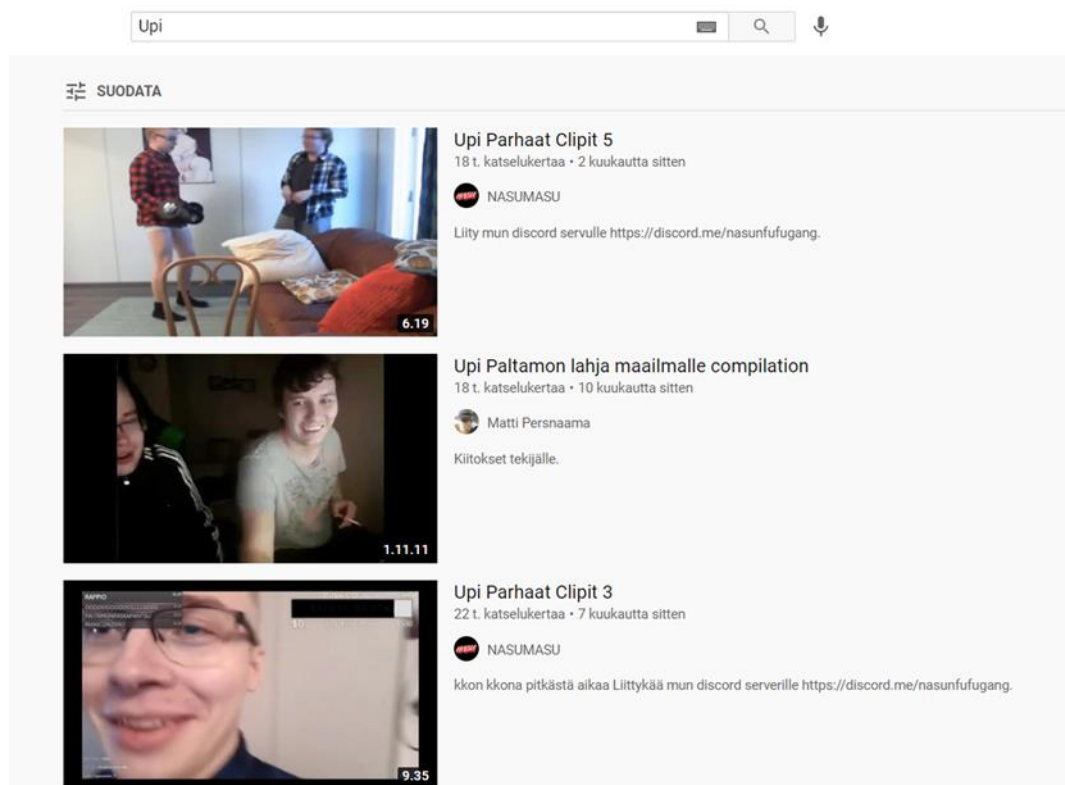 Upi
SUODATA
Upi Parhaat Clipit 5
18 t. katselukertaa • 2 kuukautta sitten
NASUMASU
Liity mun discord servulle https://discord.me/nasunfufugang.
6.19
Upi Paltamon lahja maailmalle compilation
18 t. katselukertaa • 10 kuukautta sitten
Matti Persnaama
Kiitokset tekijälle.
1.11.11
Upi Parhaat Clipit 3
22 t. katselukertaa • 7 kuukautta sitten
NASUMASU
kkon kkona pitkästä aikaa Liittykää mun discord serverille https://discord.me/nasunfufugang.
RAPPIO
9.35